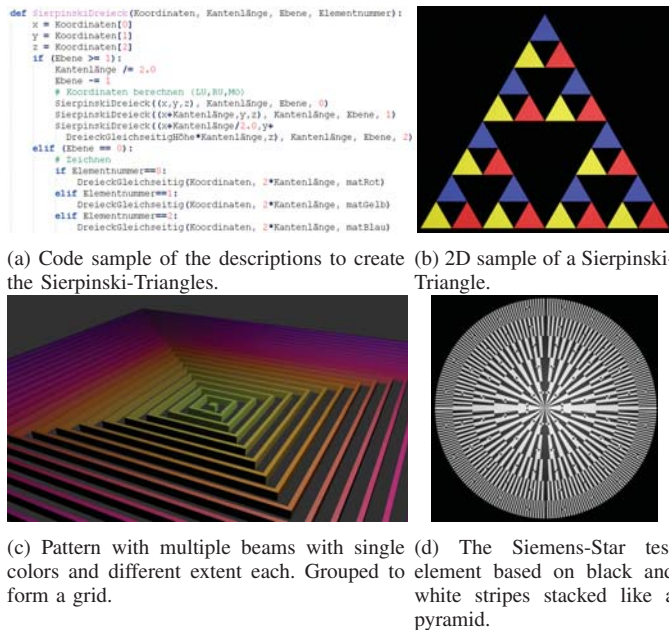 def SierpinskiDreieck(Koordinaten, Kantenlänge, Ebene, Elementnummer):
x = Koordinaten[0]
y = Koordinaten[1]
z = Koordinaten[2]
if (Ebene >= 1):
Kantenlänge /= 2.0
Ebene -= 1
# Koordinaten berechnen (LU,RU,MO)
SierpinskiDreieck((x,y,z), Kantenlänge, Ebene, 0)
SierpinskiDreieck((x+Kantenlänge,y,z), Kantenlänge, Ebene, 1)
SierpinskiDreieck((x+Kantenlänge/2.0,y+
DreieckGleichseitigHöhe*Kantenlänge,z), Kantenlänge, Ebene, 2)
elif (Ebene == 0):
# Zeichnen
if Elementnummer==0:
DreieckGleichseitig(Koordinaten, 2*Kantenlänge, matRot)
elif Elementnummer==1:
DreieckGleichseitig(Koordinaten, 2*Kantenlänge, matGelb)
elif Elementnummer==2:
DreieckGleichseitig(Koordinaten, 2*Kantenlänge, matBlau)
(a) Code sample of the descriptions to create
the Sierpinski-Triangles.
(b) 2D sample of a Sierpinski-
Triangle.
(c) Pattern with multiple beams with single
colors and different extent each. Grouped to
form a grid.
(d) The Siemens-Star tes
element based on black and
white stripes stacked like a
pyramid.